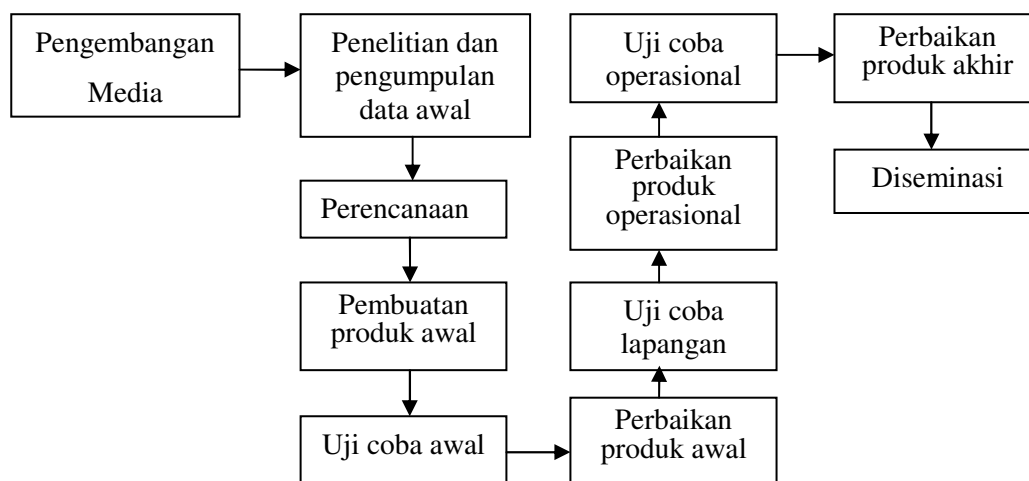 Pengembangan
Media
Penelitian dan
pengumpulan
data awal
Perencanaan
Pembuatan
produk awal
Uji coba awal
Perbaikan
produk awal
Uji coba
lapangan
Perbaikan
produk
operasional
Uji coba
operasional
Perbaikan
produk akhir
Diseminasi